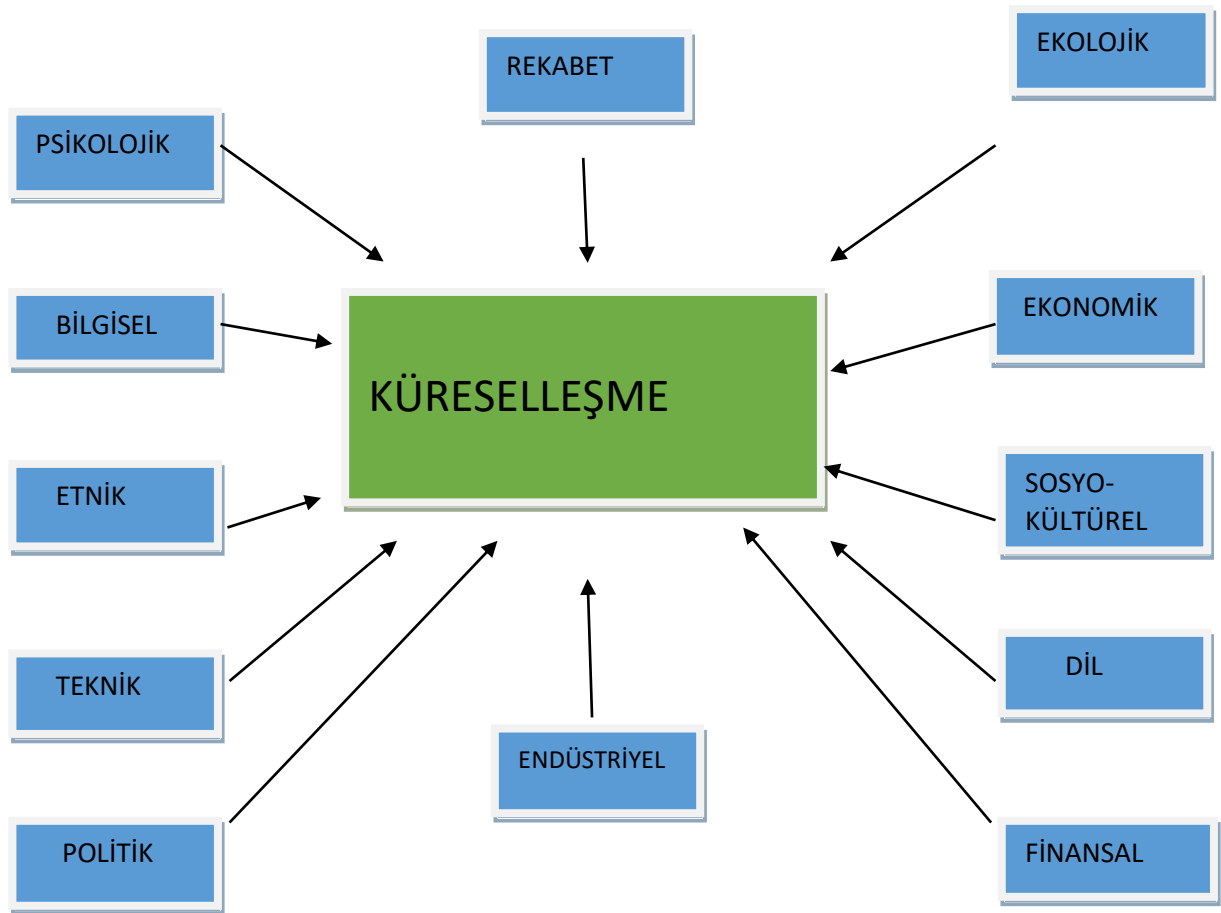 REKABET
EKOLOJİK
PSİKOLOJİK
BİLGİSEL
EKONOMİK
KÜRESELLEŞME
ETNİK
SOSYO-
KÜLTÜREL
TEKNİK
DİL
ENDÜSTRİYEL
POLİTİK
FİNANSAL